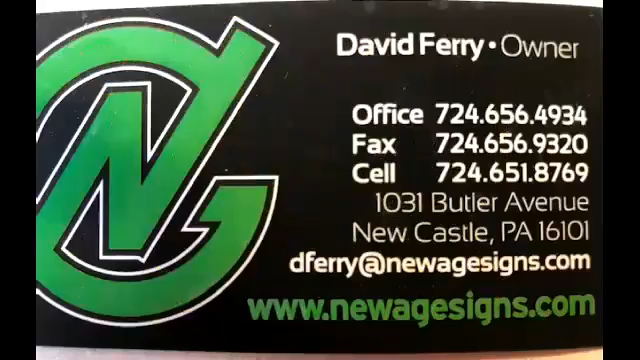 David Ferry • Owner
Office 724.656.4934
Fax 724.656.9320
Cell 724.651.8769
1031 Butler Avenue
New Castle, PA 16101
dferry@newagesigns.com
www.newagesigns.com